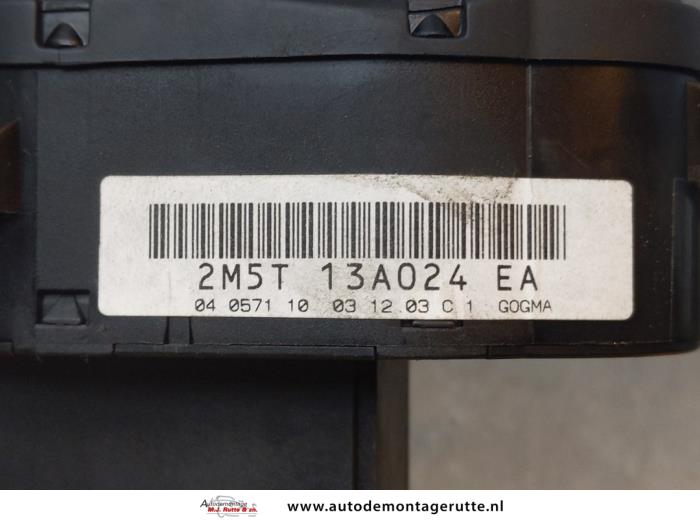 2M5T 13A024 EA
04 0571 10 03 12 03 C 1 GOGMA
Autodemontage
M.J. Rutte & zn.
www.autodemontagerutte.nl